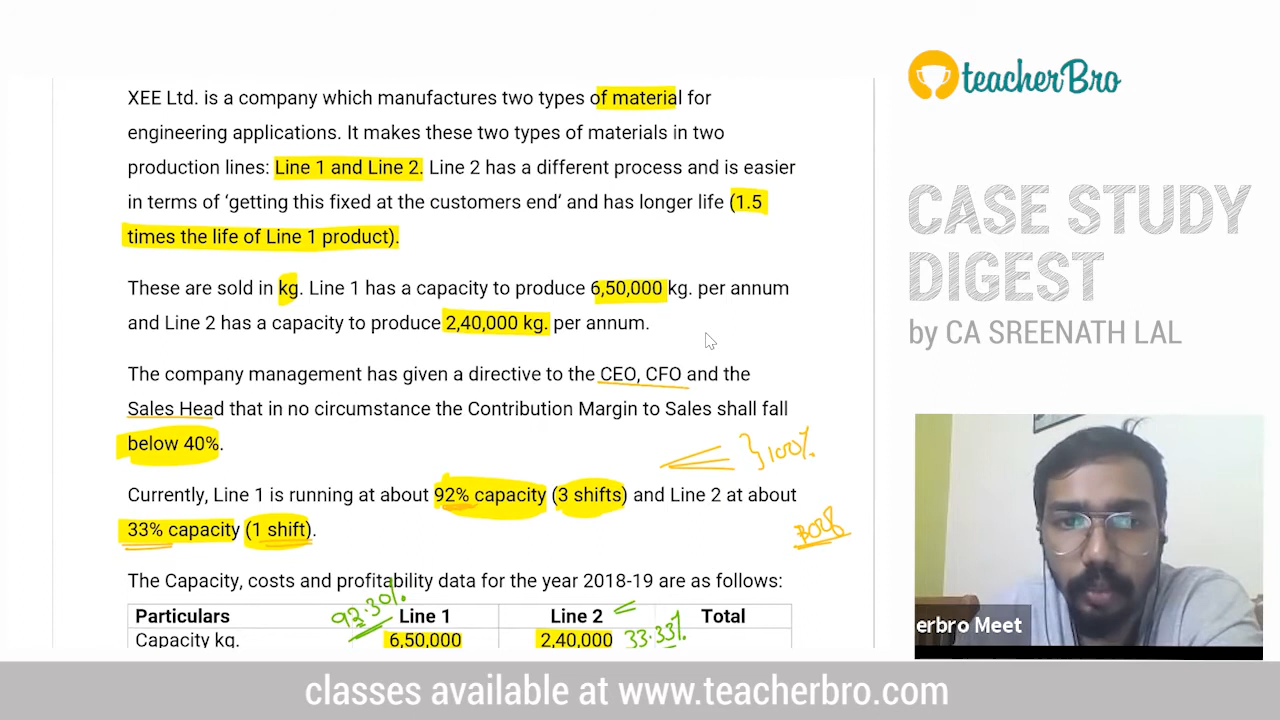 XEE Ltd. is a company which manufactures two types of material for
engineering applications. It makes these two types of materials in two
production lines: Line 1 and Line 2. Line 2 has a different process and is easier
in terms of ‘getting this fixed at the customers end’ and has longer life (1.5
times the life of Line 1 product).
These are sold in kg. Line 1 has a capacity to produce 6,50,000 kg. per annum
and Line 2 has a capacity to produce 2,40,000 kg. per annum.
The company management has given a directive to the CEO, CFO and the
Sales Head that in no circumstance the Contribution Margin to Sales shall fall
below 40%.
}100%.
Currently, Line 1 is running at about 92% capacity (3 shifts) and Line 2 at about
33% capacity (1 shift).
The Capacity, costs and profitability data for the year 2018-19 are as follows:
92.30%.
Particulars Line 1 Line 2 Total
Capacity kg. 6,50,000 2,40,000 33.33%.
teacherBro
CASE STUDY
DIGEST
by CA SREENATH LAL
erbro Meet
classes available at www.teacherbro.com